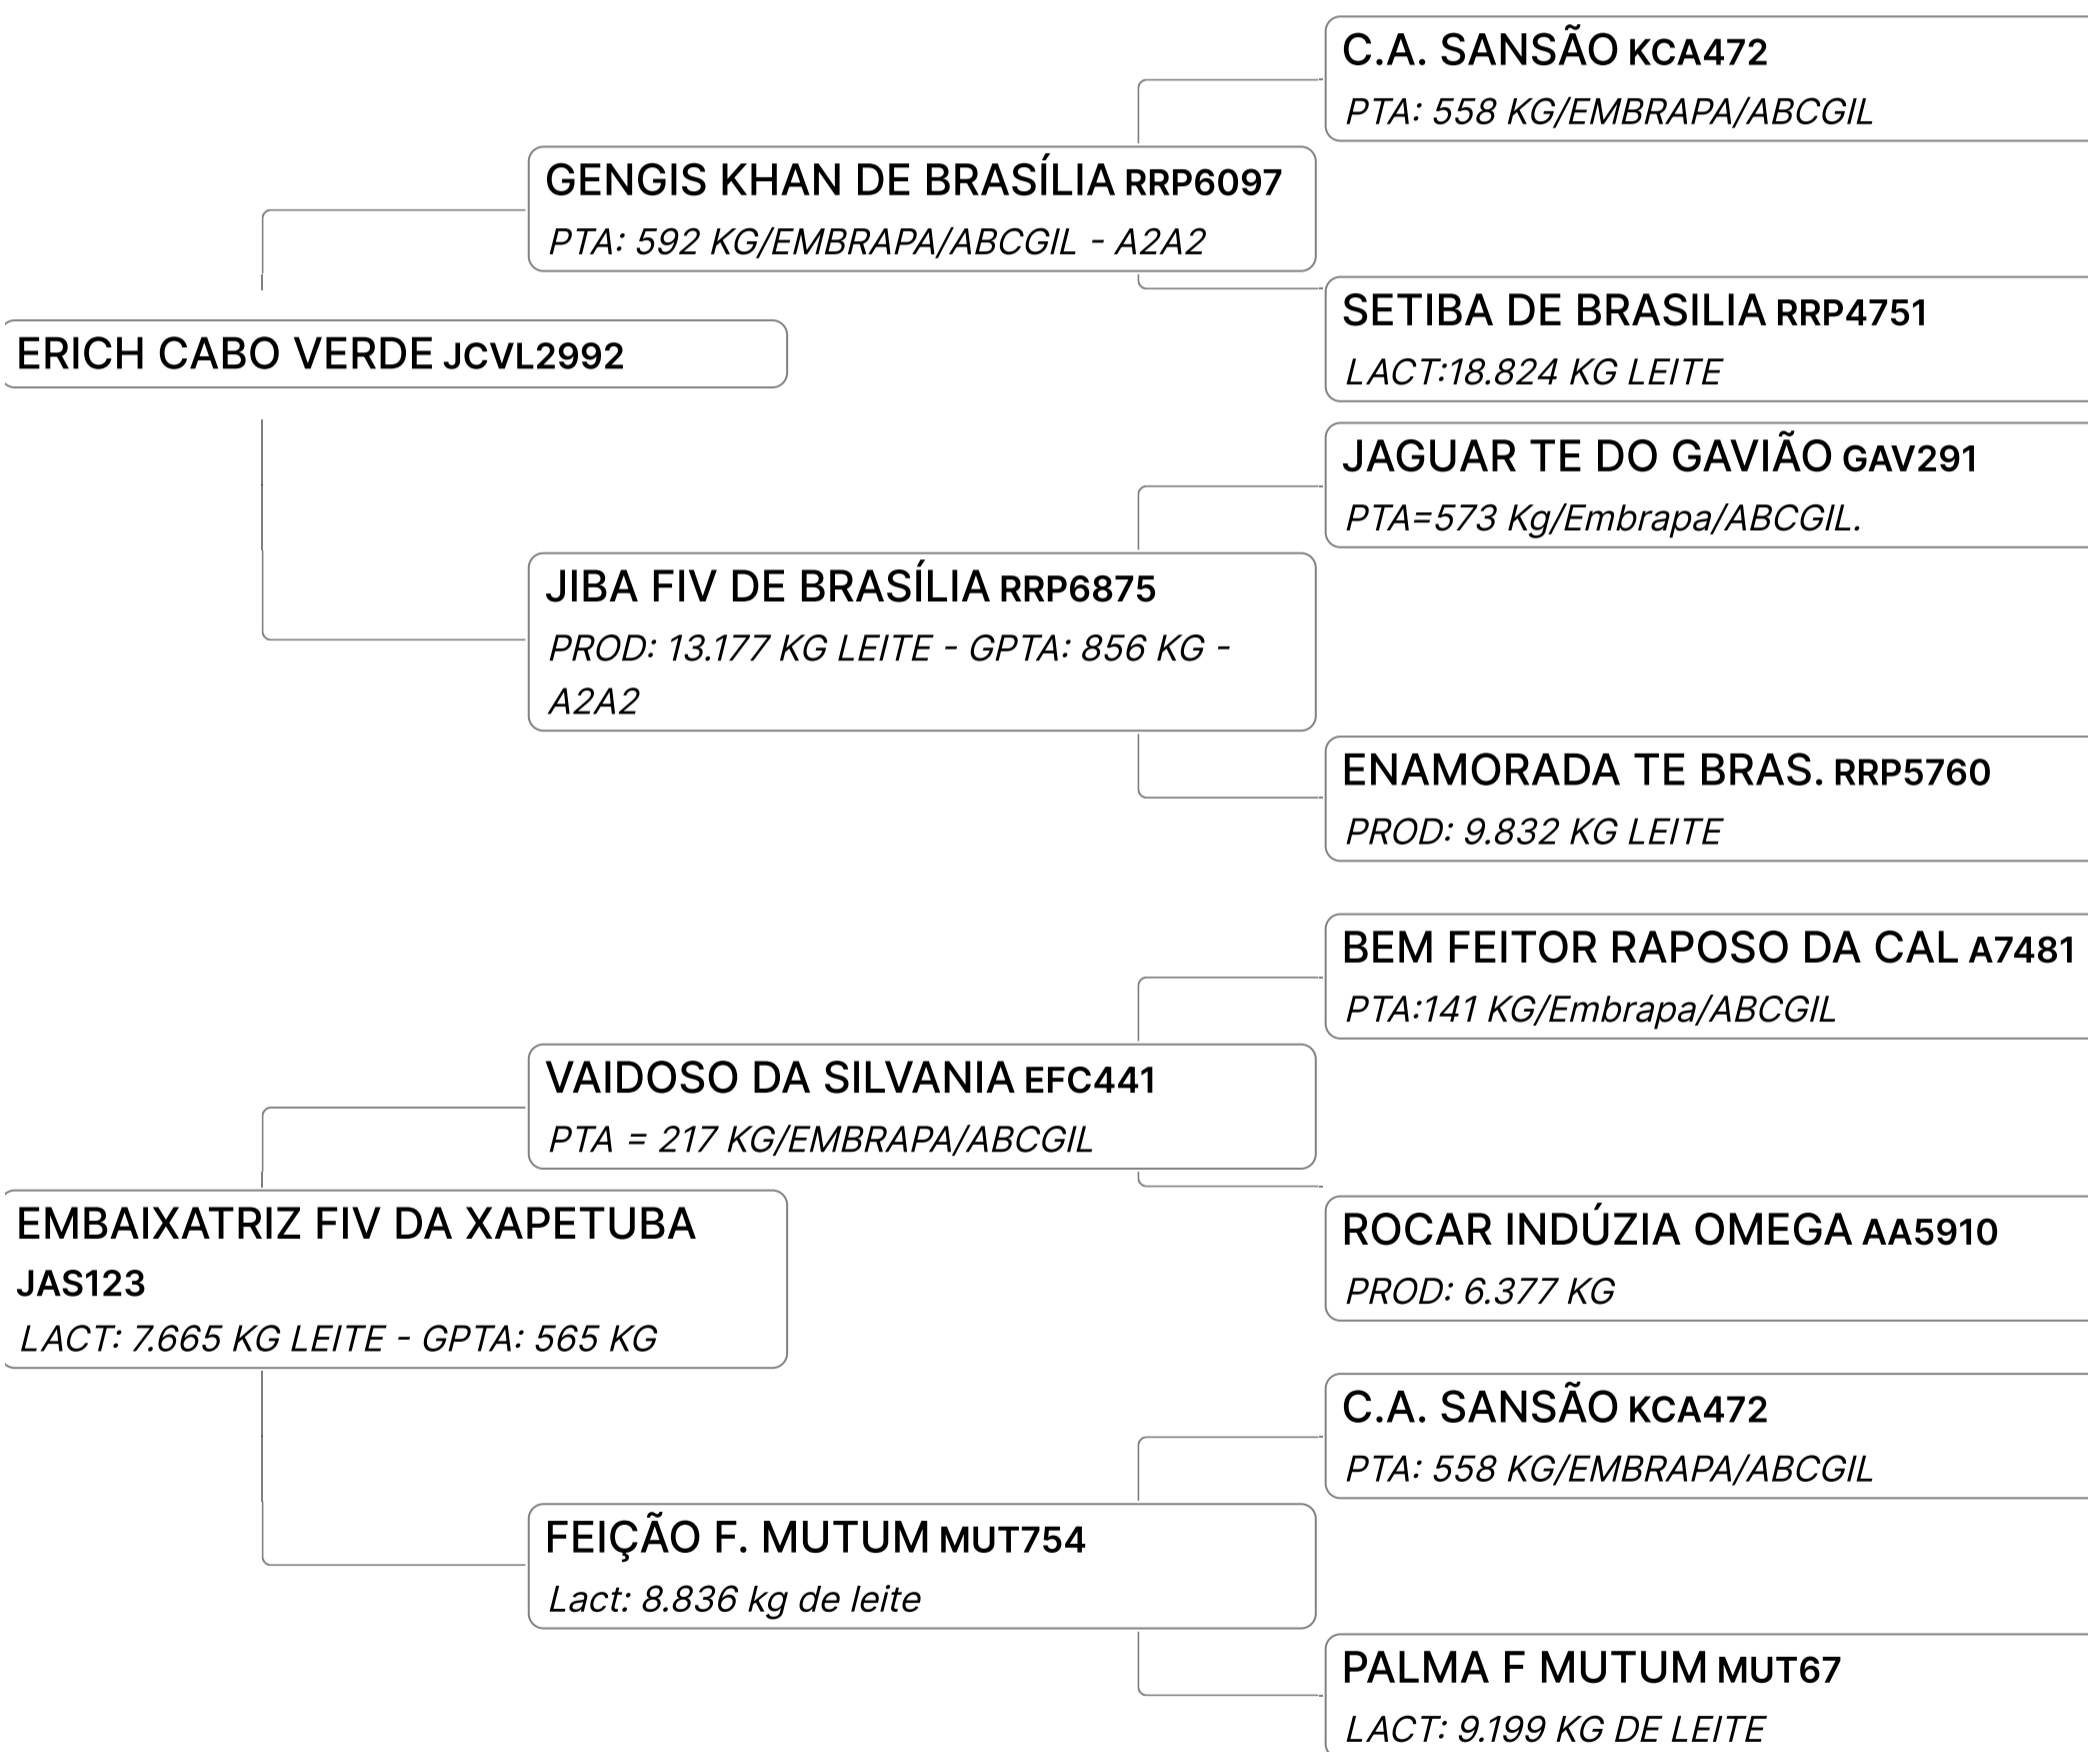 C.A. SANSÃO KCA472
PTA: 558 KG/EMBRAPA/ABCGIL
GENGIS KHAN DE BRASÍLIA RRP6097
PTA: 592 KG/EMBRAPA/ABCGIL - A2A2
SETIBA DE BRASILIA RRP4751
LACT:18.824 KG LEITE
ERICH CABO VERDE JCVL2992
JAGUAR TE DO GAVIÃO GAV291
PTA=573 Kg/Embrapa/ABCGIL.
JIBA FIV DE BRASÍLIA RRP6875
PROD: 13.177 KG LEITE - GPTA: 856 KG -
A2A2
ENAMORADA TE BRAS. RRP5760
PROD: 9.832 KG LEITE
BEM FEITOR RAPOSO DA CAL A7481
PTA:141 KG/Embrapa/ABCGIL
VAIDOSO DA SILVANIA EFC441
PTA = 217 KG/EMBRAPA/ABCGIL
EMBAIXATRIZ FIV DA XAPETUBA
JAS123
LACT: 7.665 KG LEITE - GPTA: 565 KG
ROCAR INDÚZIA OMEGA AA5910
PROD: 6.377 KG
C.A. SANSÃO KCA472
PTA: 558 KG/EMBRAPA/ABCGIL
FEIÇÃO F. MUTUM MUT754
Lact: 8.836 kg de leite
PALMA F MUTUM MUT67
LACT: 9.199 KG DE LEITE